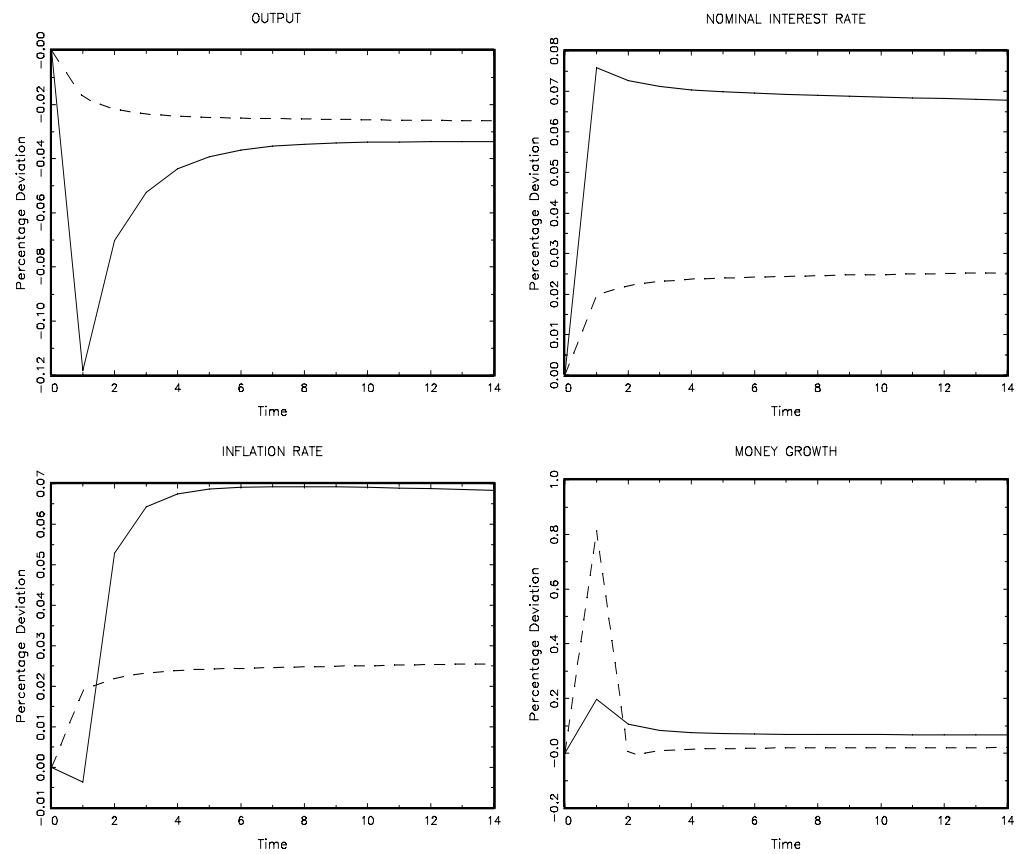 OUTPUT
Percentage Deviation
-0.00
-0.02
-0.04
-0.06
-0.08
-0.10
-0.12
0 2 4 6 8 10 12 14
Time
NOMINAL INTEREST RATE
Percentage Deviation
0.08
0.07
0.06
0.05
0.04
0.03
0.02
0.01
0.00
0 2 4 6 8 10 12 14
Time
INFLATION RATE
Percentage Deviation
0.07
0.06
0.05
0.04
0.03
0.02
0.01
0.00
-0.01
0 2 4 6 8 10 12 14
Time
MONEY GROWTH
Percentage Deviation
1.0
0.8
0.6
0.4
0.2
-0.0
-0.2
0 2 4 6 8 10 12 14
Time